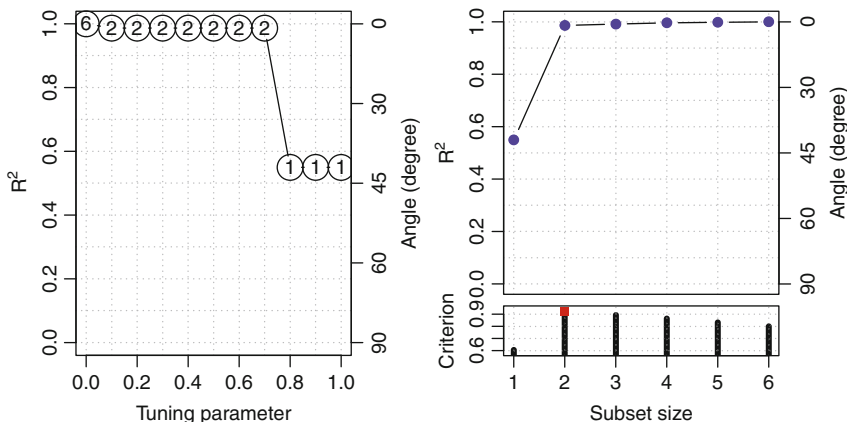 R2
0.0 0.2 0.4 0.6 0.8 1.0
6 2 2 2 2 2 2 2 1 1 1
0 30 45 60 90
Angle (degree)
0.0 0.2 0.4 0.6 0.8 1.0
Tuning parameter
R2
0.0 0.2 0.4 0.6 0.8 1.0
0 30 45 60 90
Angle (degree)
Criterion
0.6 0.9
1 2 3 4 5 6
Subset size